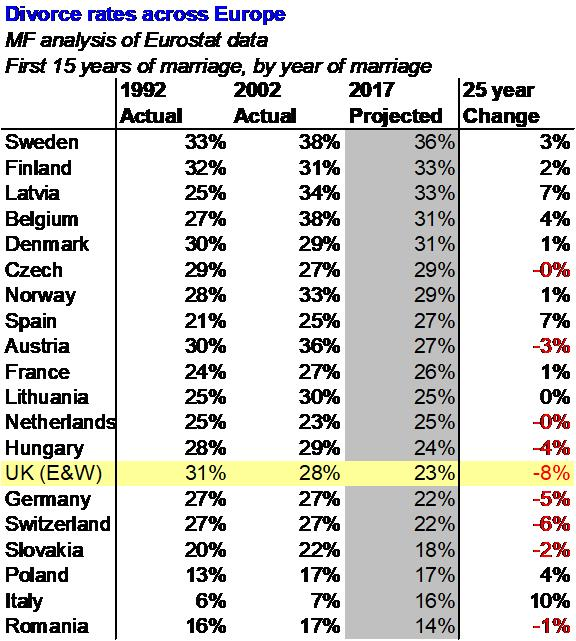 Divorce rates across Europe
MF analysis of Eurostat data
First 15 years of marriage, by year of marriage
1992 2002 2017 25 year
Actual Actual Projected Change
Sweden 33% 38% 36% 3%
Finland 32% 31% 33% 2%
Latvia 25% 34% 33% 7%
Belgium 27% 38% 31% 4%
Denmark 30% 29% 31% 1%
Czech 29% 27% 29% -0%
Norway 28% 33% 29% 1%
Spain 21% 25% 27% 7%
Austria 30% 36% 27% -3%
France 24% 27% 26% 1%
Lithuania 25% 30% 25% 0%
Netherlands 25% 23% 25% -0%
Hungary 28% 29% 24% -4%
UK (E&W) 31% 28% 23% -8%
Germany 27% 27% 22% -5%
Switzerland 27% 27% 22% -6%
Slovakia 20% 22% 18% -2%
Poland 13% 17% 17% 4%
Italy 6% 7% 16% 10%
Romania 16% 17% 14% -1%